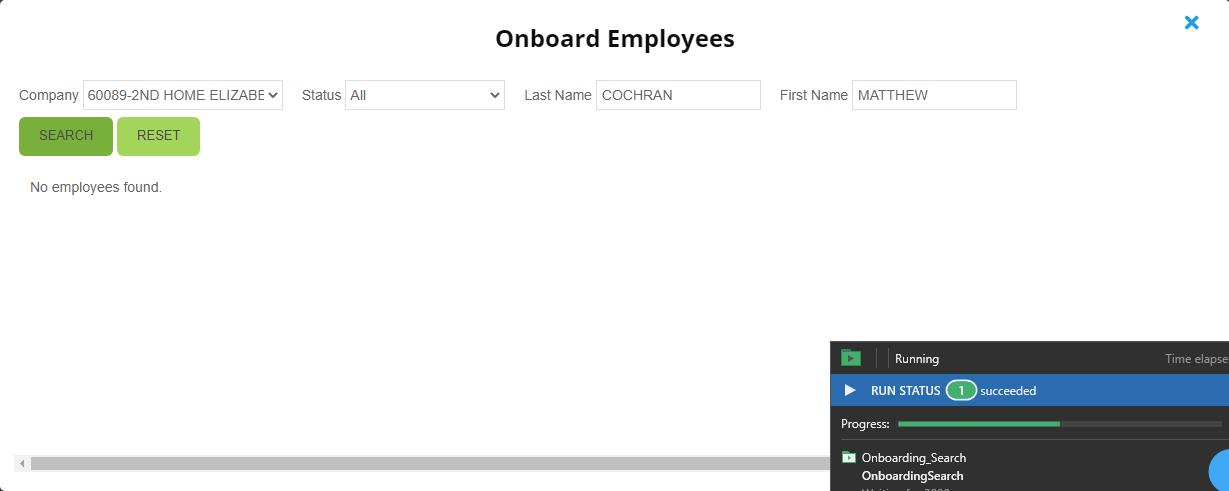 Onboard Employees
Company 60089-2ND HOME ELIZABE Status All Last Name COCHRAN First Name MATTHEW
SEARCH RESET
No employees found.
Running Time elapse
RUN STATUS 1 succeeded
Progress:
Onboarding_Search
OnboardingSearch